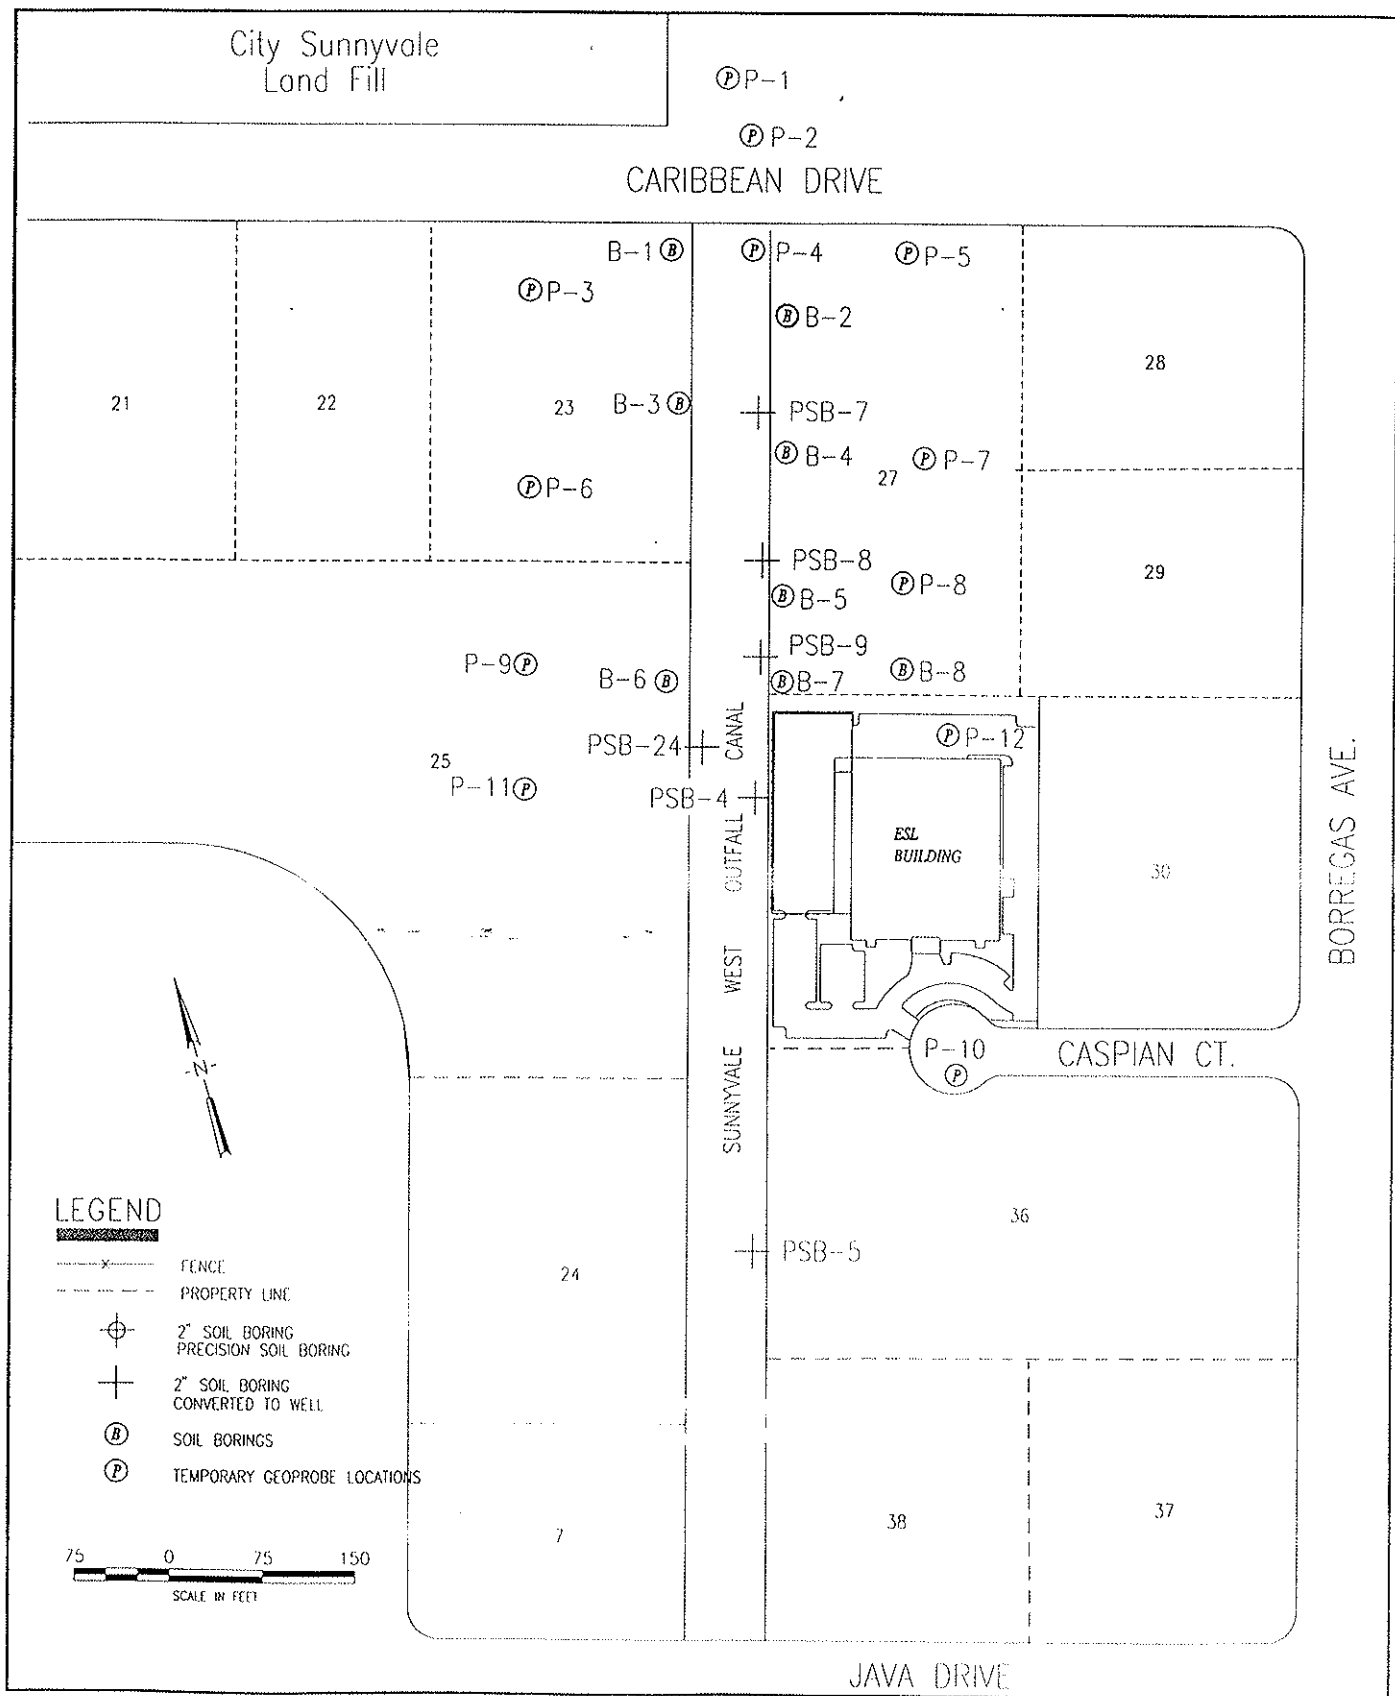 City Sunnyvale
Land Fill
P P-1
P P-2
CARIBBEAN DRIVE
B-1 B
P P-4
P P-5
P P-3
B B-2
28
21
22
23
B-3 B
PSB-7
B B-4
P P-7
27
P P-6
PSB-8
P P-8
29
B B-5
PSB-9
P-9 P
B-6 B
B B-7
B B-8
PSB-24
P P-12
25
P-11 P
PSB-4
ESL
BUILDING
30
SUNNYVALE WEST OUTFALL CANAL
BORREGAS AVE.
N
P-10
P
CASPIAN CT.
LEGEND
x FENCE
PROPERTY LINE
2" SOIL BORING
PRECISION SOIL BORING
2" SOIL BORING
CONVERTED TO WELL
B SOIL BORINGS
P TEMPORARY GEOPROBE LOCATIONS
36
PSB-5
24
7
38
37
75 0 75 150
SCALE IN FEET
JAVA DRIVE